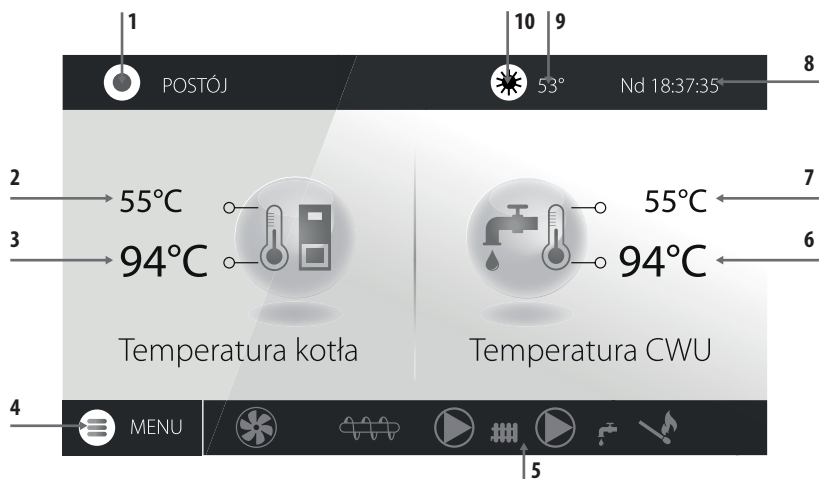 1
10
9
8
POSTÓJ
53°
Nd 18:37:35
2
55°C
55°C
7
3
94°C
94°C
6
Temperatura kotła
Temperatura CWU
4
MENU
5